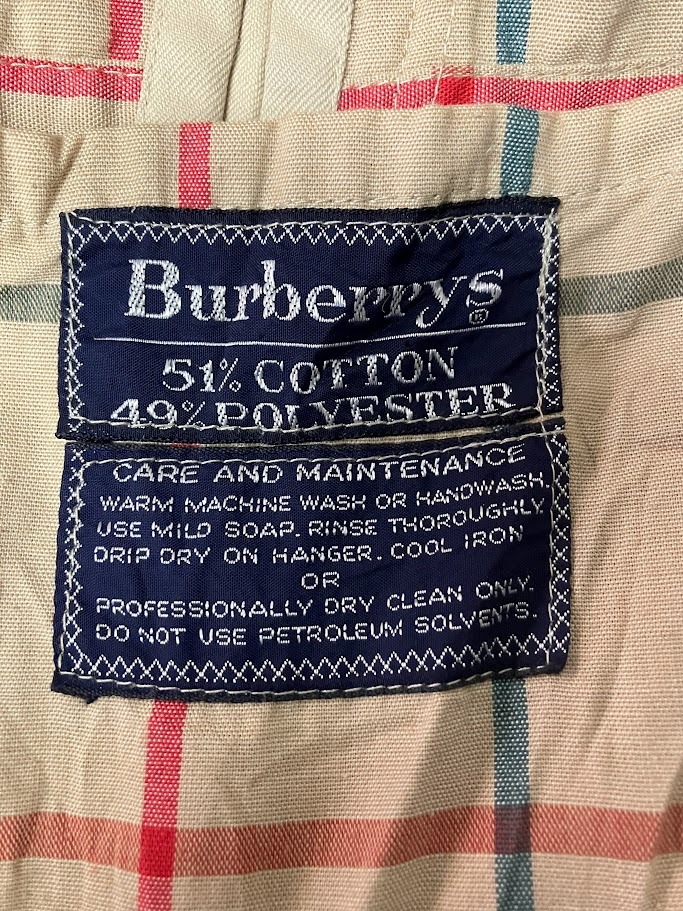 Burberrys®
51% COTTON
49% POLYESTER
CARE AND MAINTENANCE
WARM MACHINE WASH OR HANDWASH,
USE MILD SOAP. RINSE THOROUGHLY
DRIP DRY ON HANGER. COOL IRON
OR
PROFESSIONALLY DRY CLEAN ONLY.
DO NOT USE PETROLEUM SOLVENTS.